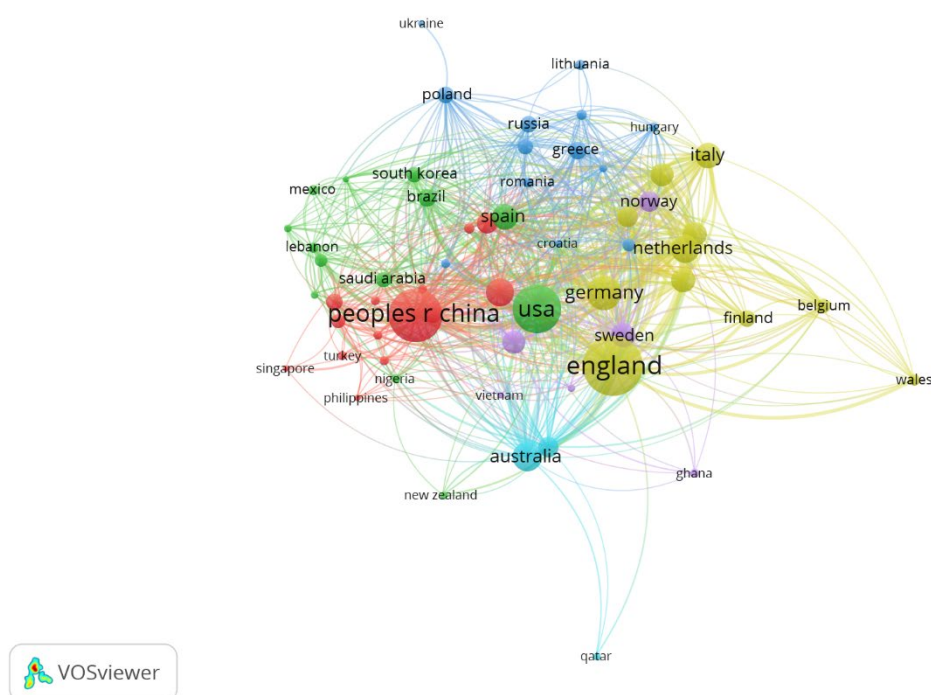 ukraine
lithuania
poland
russia
hungary
greece
italy
south korea
romania
mexico
brazil
norway
spain
lebanon
croatia
netherlands
saudi arabia
germany
belgium
peoples r china
usa
finland
sweden
turkey
england
singapore
nigeria
wales
philippines
vietnam
australia
ghana
new zealand
qatar
VOSviewer